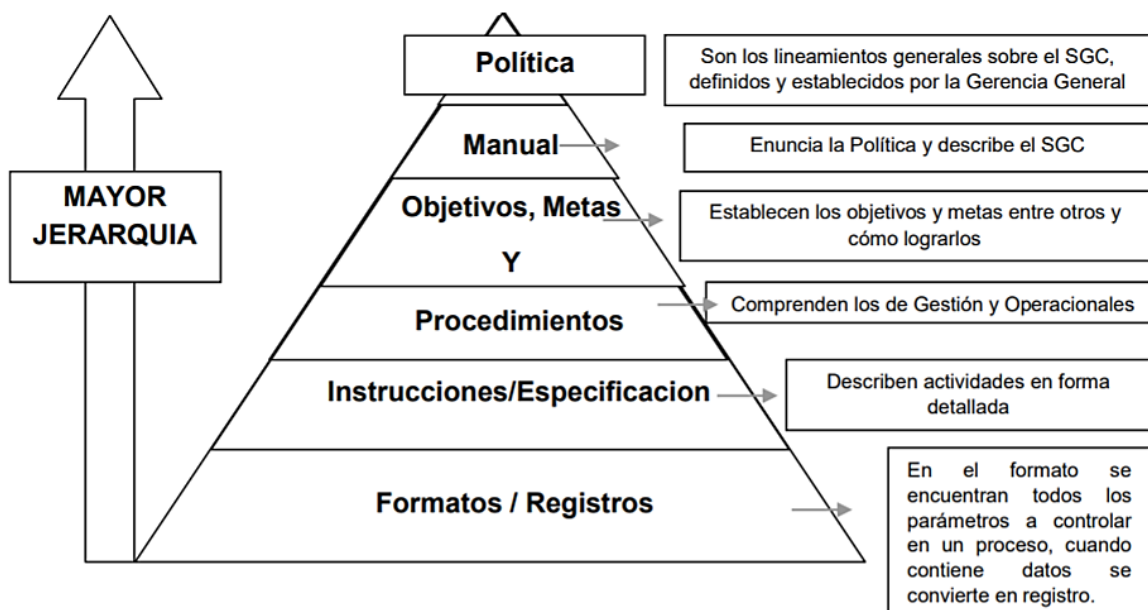 Política
Son los lineamientos generales sobre el SGC,
definidos y establecidos por la Gerencia General
Manual
Enuncia la Política y describe el SGC
MAYOR
JERARQUIA
Objetivos, Metas
Y
Establecen los objetivos y metas entre otros y
cómo lograrlos
Procedimientos
Comprenden los de Gestión y Operacionales
Instrucciones/Especificacion
Describen actividades en forma
detallada
Formatos / Registros
En el formato se
encuentran todos los
parámetros a controlar
en un proceso, cuando
contiene datos se
convierte en registro.